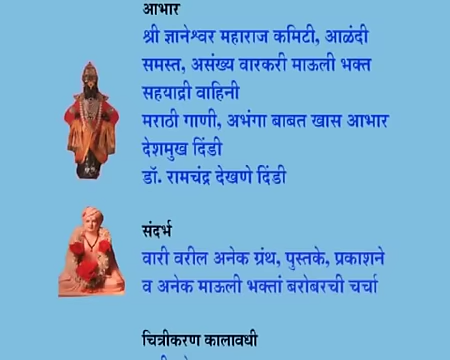 आभार
श्री ज्ञानेश्वर महाराज कमिटी, आळंदी
समस्त, असंख्य वारकरी माऊली भक्त
सहयाद्री वाहिनी
मराठी गाणी, अभंगा बाबत खास आभार
देशमुख दिंडी
डॉ. रामचंद्र देखणे दिंडी
संदर्भ
वारी वरील अनेक ग्रंथ, पुस्तके, प्रकाशने
व अनेक माऊली भक्तां बरोबरची चर्चा
चित्रीकरण कालावधी